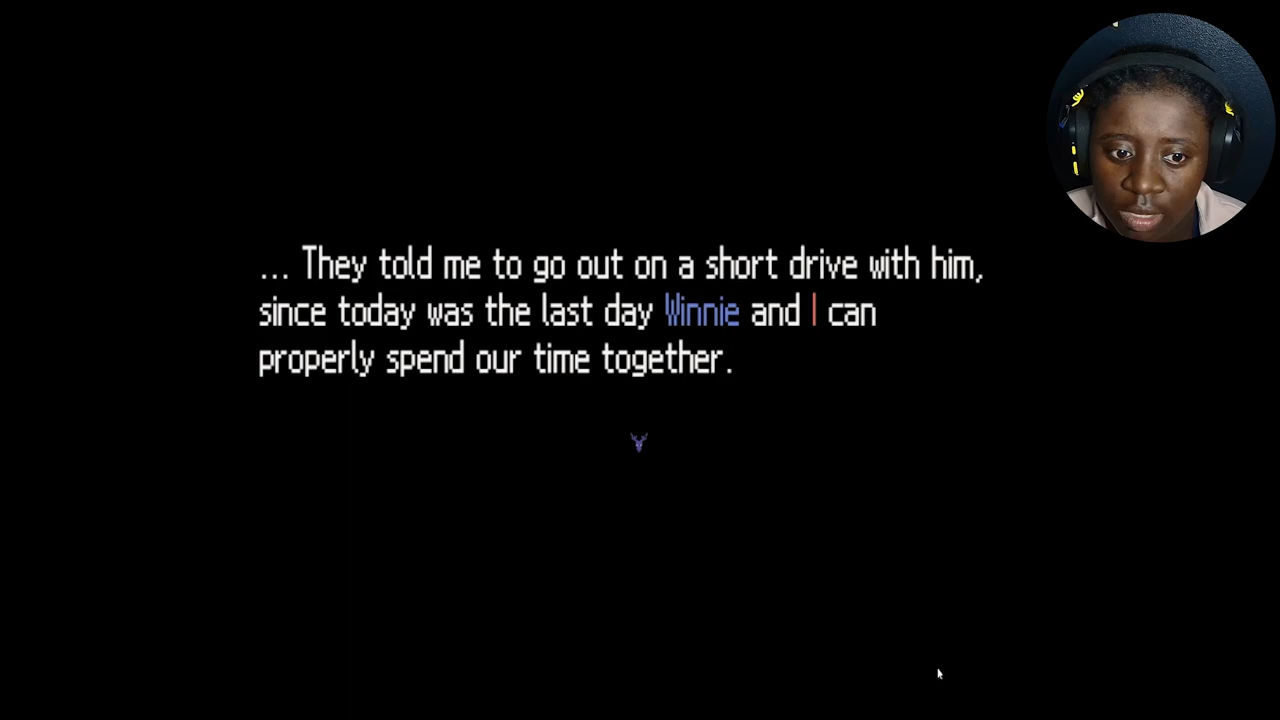 ... They told me to go out on a short drive with him,
since today was the last day Winnie and I can
properly spend our time together.